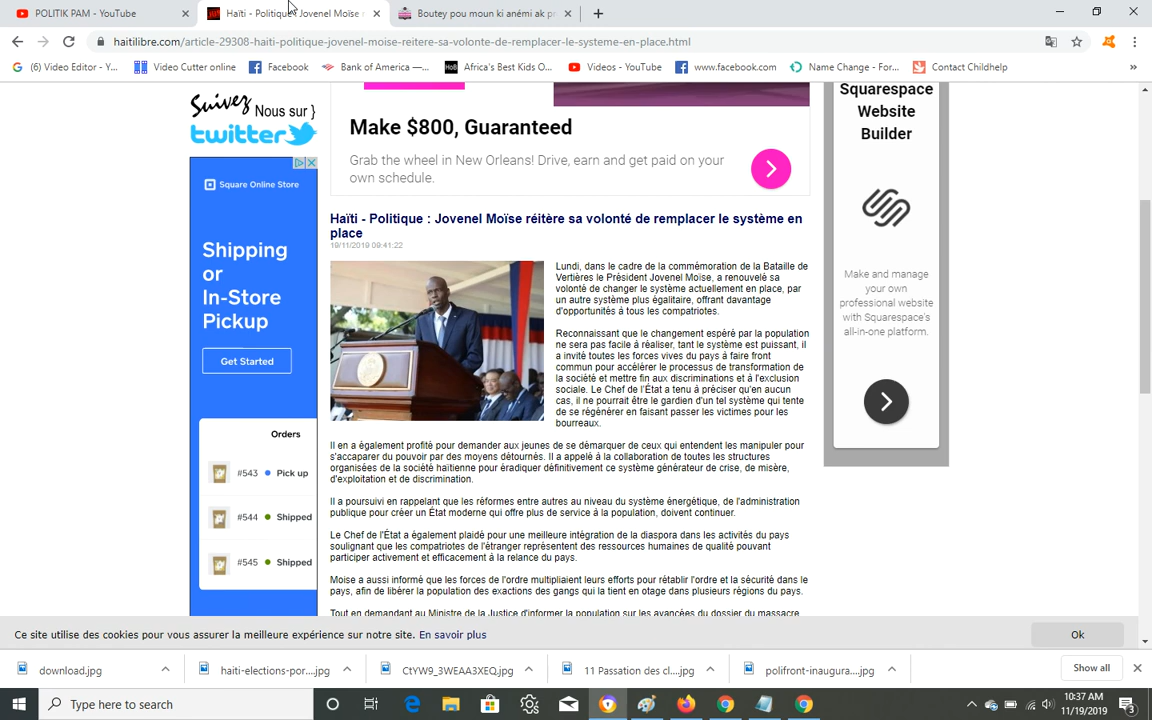 POLITIK PAM - YouTube
Haïti - Politique : Jovenel Moïse r
Boutey pou moun ki anémi ak pr
haitilibre.com/article-29308-haiti-politique-jovenel-moise-reitere-sa-volonte-de-remplacer-le-systeme-en-place.html
(6) Video Editor - Y...
Video Cutter online
Facebook
Bank of America —...
Africa's Best Kids O...
Videos - YouTube
www.facebook.com
Name Change - For...
Contact Childhelp
»
Suivez Nous sur }
twitter
Square Online Store
Shipping
or
In-Store
Pickup
Get Started
Orders
#543 Pick up
#544 Shipped
#545 Shipped
Make $800, Guaranteed
Grab the wheel in New Orleans! Drive, earn and get paid on your
own schedule.
Haïti - Politique : Jovenel Moïse réitère sa volonté de remplacer le système en
place
19/11/2019 09:41:22
Lundi, dans le cadre de la commémoration de la Bataille de
Vertières le Président Jovenel Moïse, a renouvelé sa
volonté de changer le système actuellement en place, par
un autre système plus égalitaire, offrant davantage
d'opportunités à tous les compatriotes.
Reconnaissant que le changement espéré par la population
ne sera pas facile à réaliser, tant le système est puissant, il
a invité toutes les forces vives du pays à faire front
commun pour accélérer le processus de transformation de
la société et mettre fin aux discriminations et à l'exclusion
sociale. Le Chef de l'État a tenu à préciser qu'en aucun
cas, il ne pourrait être le gardien d'un tel système qui tente
de se régénérer en faisant passer les victimes pour les
bourreaux.
Il en a également profité pour demander aux jeunes de se démarquer de ceux qui entendent les manipuler pour
s'accaparer du pouvoir par des moyens détournés. Il a appelé à la collaboration de toutes les structures
organisées de la société haïtienne pour éradiquer définitivement ce système générateur de crise, de misère,
d'exploitation et de discrimination.
Il a poursuivi en rappelant que les réformes entre autres au niveau du système énergétique, de l'administration
publique pour créer un État moderne qui offre plus de service à la population, doivent continuer.
Le Chef de l'État a également plaidé pour une meilleure intégration de la diaspora dans les activités du pays
soulignant que les compatriotes de l'étranger représentent des ressources humaines de qualité pouvant
participer activement et efficacement à la relance du pays.
Moise a aussi informé que les forces de l'ordre multipliaient leurs efforts pour rétablir l'ordre et la sécurité dans le
pays, afin de libérer la population des exactions des gangs qui la tient en otage dans plusieurs régions du pays.
Tout en demandant au Ministre de la Justice d'informer la population sur les avancées du dossier du massacre
Squarespace
Website
Builder
Make and manage
your own
professional website
with Squarespace's
all-in-one platform.
Ce site utilise des cookies pour vous assurer la meilleure expérience sur notre site. En savoir plus
Ok
download.jpg
haiti-elections-por....jpg
CtYW9_3WEAA3XEQ.jpg
11 Passation des cl....jpg
polifront-inaugura....jpg
Show all
Type here to search
10:37 AM
11/19/2019
3